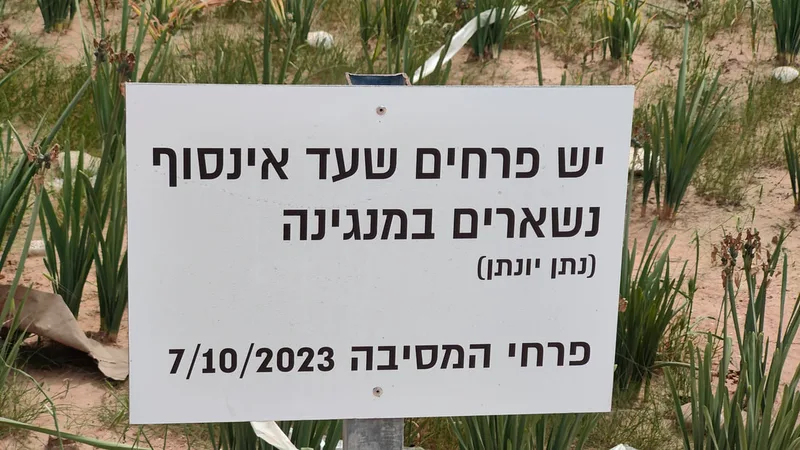 יש פרחים שעד אינסוף
נשארים במנגינה
(נתן יונתן)
פרחי המסיבה 7/10/2023